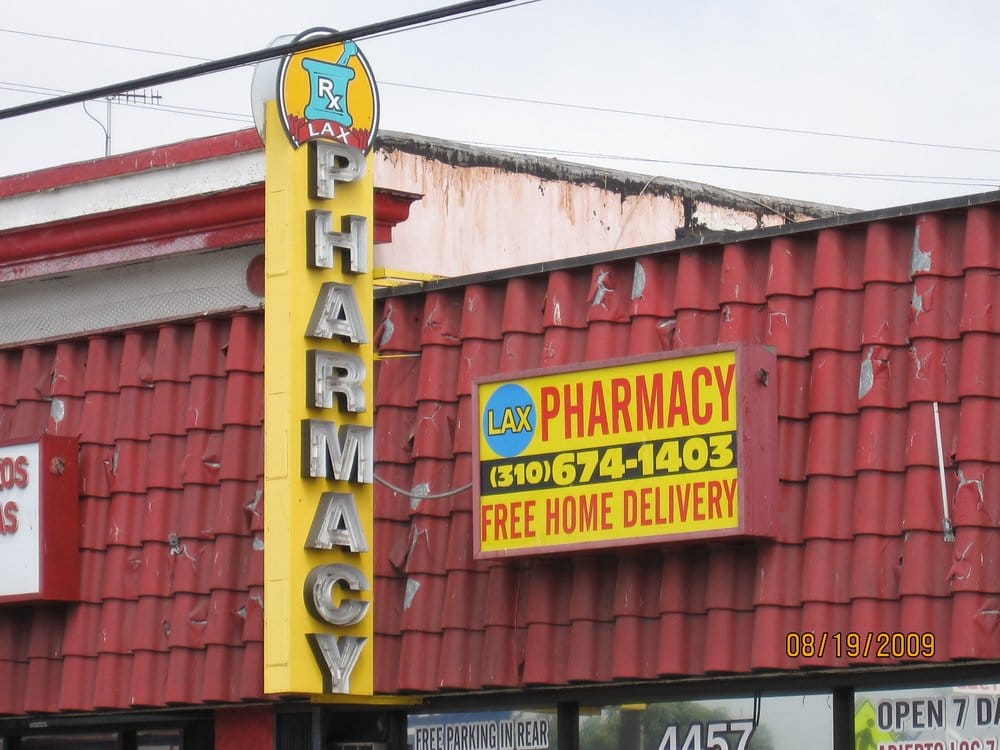 RX
LAX
PHARMACY
LAX PHARMACY
(310)674-1403
FREE HOME DELIVERY
08/19/2009
FREE PARKING IN REAR
4457
OPEN 7